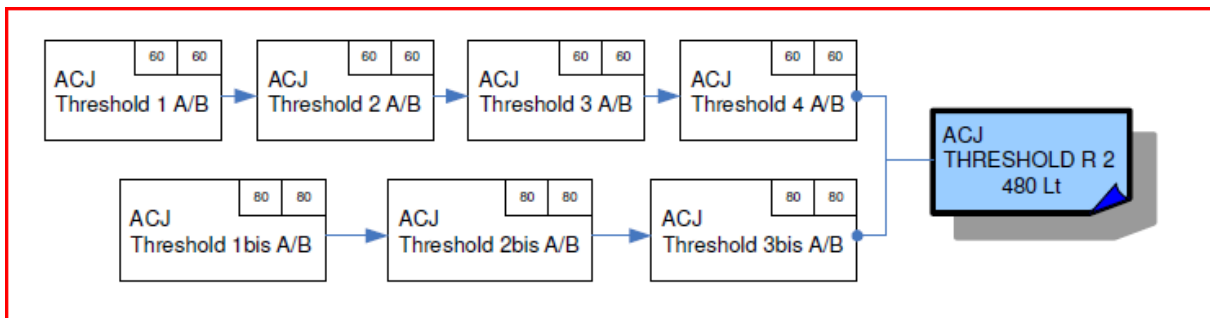 60 60
ACJ
Threshold 1 A/B
60 60
ACJ
Threshold 2 A/B
60 60
ACJ
Threshold 3 A/B
60 60
ACJ
Threshold 4 A/B
ACJ
THRESHOLD R 2
480 Lt
80 80
ACJ
Threshold 1bis A/B
80 80
ACJ
Threshold 2bis A/B
80 80
ACJ
Threshold 3bis A/B